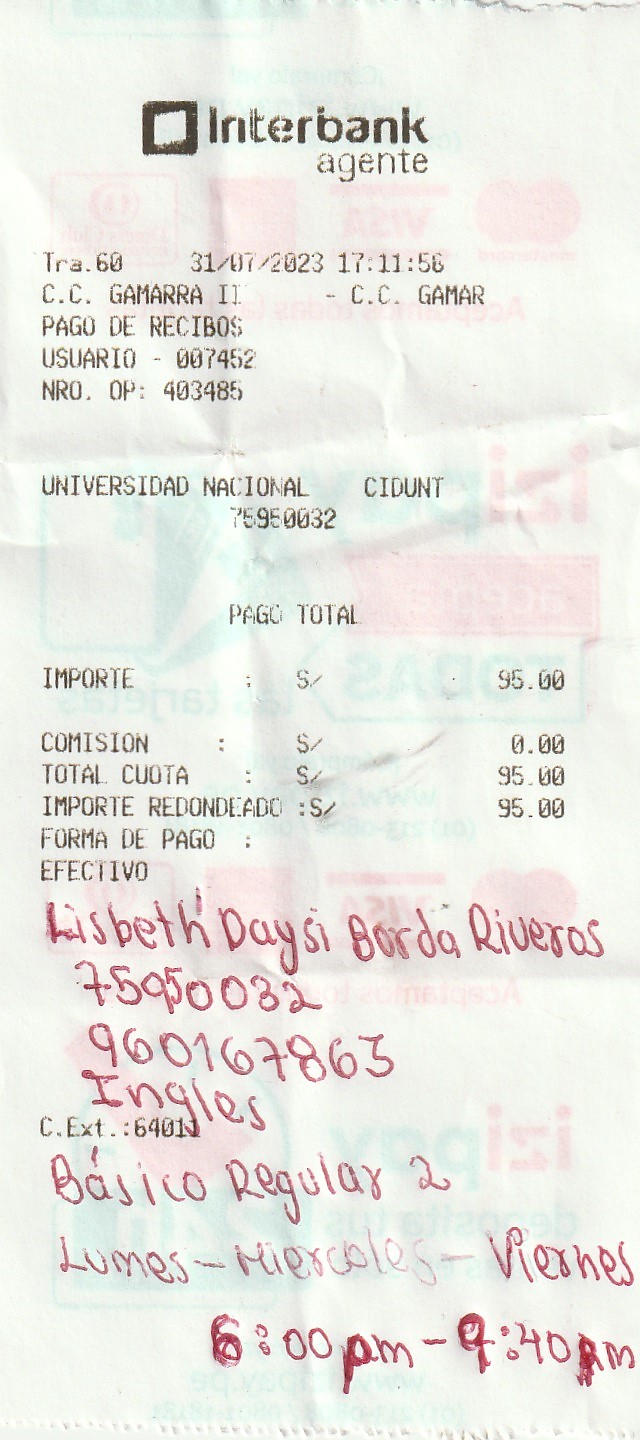 Interbank
agente
Tra.60 31/07/2023 17:11:56
C.C. GAMARRA II - C.C. GAMAR
PAGO DE RECIBOS
USUARIO - 007452
NRO. OP: 403485
UNIVERSIDAD NACIONAL CIDUNT
75950032
PAGO TOTAL
IMPORTE : S/ 95.00
COMISION : S/ 0.00
TOTAL CUOTA : S/ 95.00
IMPORTE REDONDEADO :S/ 95.00
FORMA DE PAGO :
EFECTIVO
Lisbeth Daysi Borda Riveros
75950032
960167863
Ingles
C.Ext.:64011
Básico Regular 2
Lunes - Miercoles - Viernes
6:00 pm - 9:40 pm